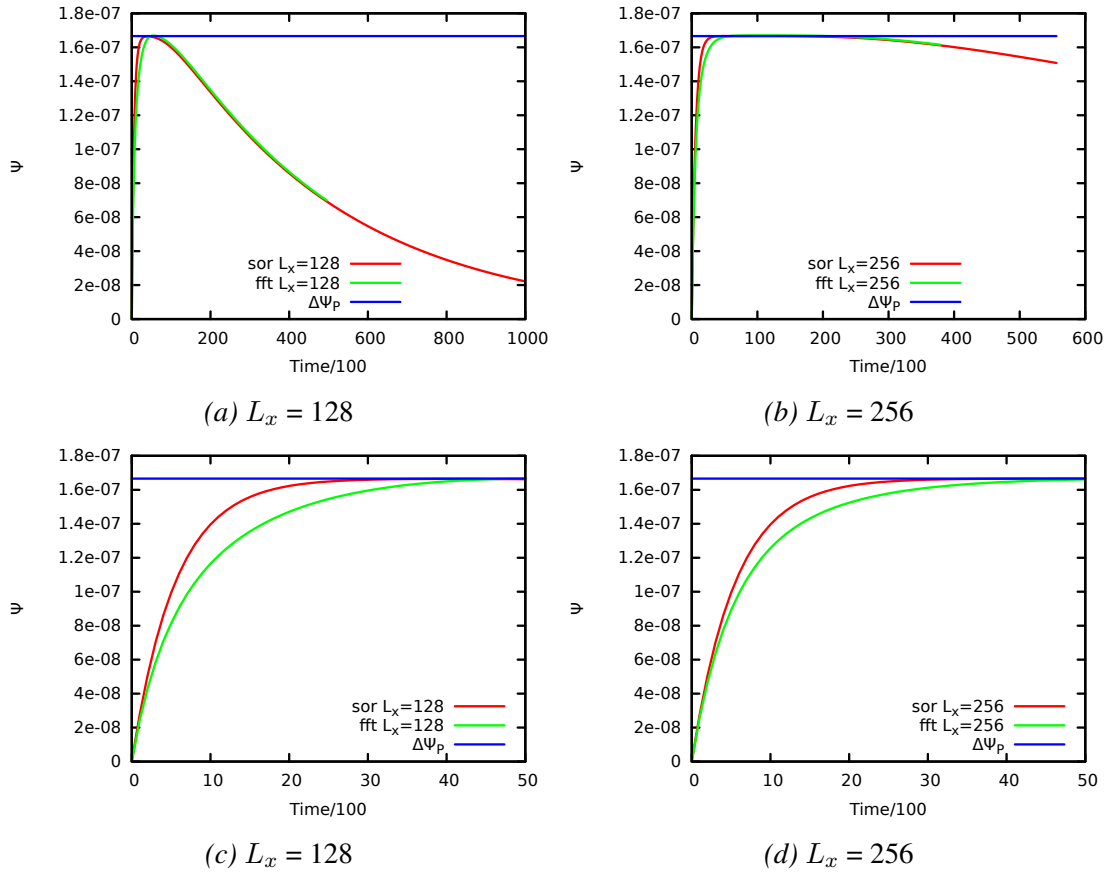 1.8e-07
1.6e-07
1.4e-07
1.2e-07
1e-07
8e-08
6e-08
4e-08
2e-08
0
Ψ
sor Lₓ=128
fft Lₓ=128
ΔΨ_P
0 200 400 600 800 1000
Time/100
(a) Lₓ = 128
1.8e-07
1.6e-07
1.4e-07
1.2e-07
1e-07
8e-08
6e-08
4e-08
2e-08
0
Ψ
sor Lₓ=256
fft Lₓ=256
ΔΨ_P
0 100 200 300 400 500 600
Time/100
(b) Lₓ = 256
1.8e-07
1.6e-07
1.4e-07
1.2e-07
1e-07
8e-08
6e-08
4e-08
2e-08
0
Ψ
sor Lₓ=128
fft Lₓ=128
ΔΨ_P
0 10 20 30 40 50
Time/100
(c) Lₓ = 128
1.8e-07
1.6e-07
1.4e-07
1.2e-07
1e-07
8e-08
6e-08
4e-08
2e-08
0
Ψ
sor Lₓ=256
fft Lₓ=256
ΔΨ_P
0 10 20 30 40 50
Time/100
(d) Lₓ = 256